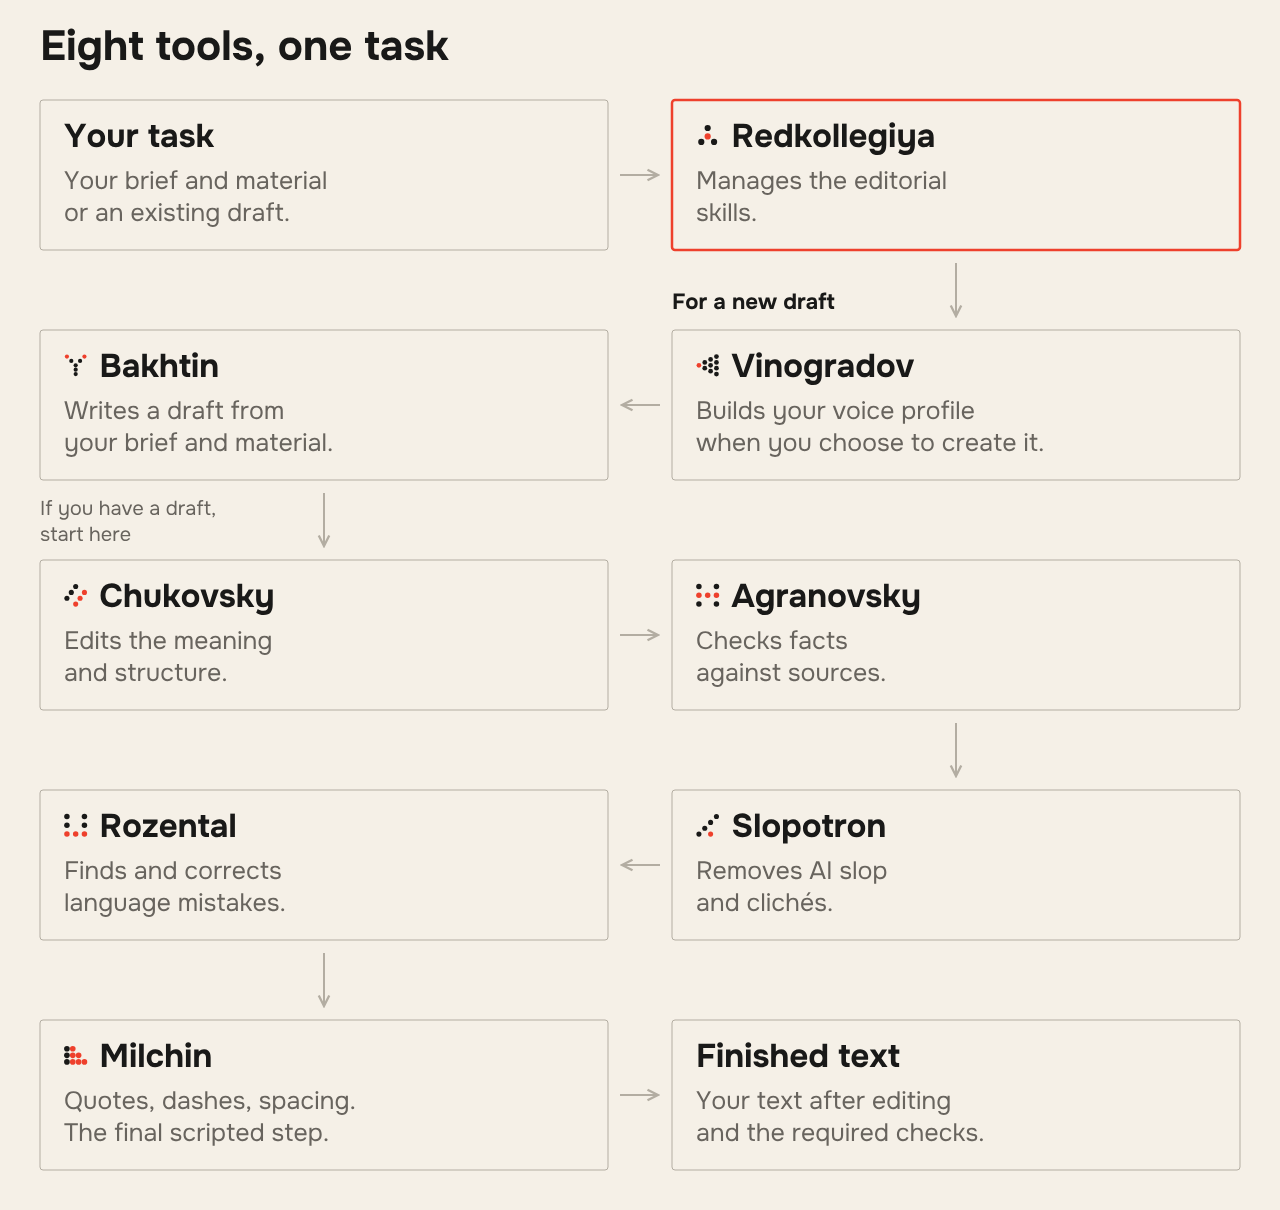 Eight tools, one task
Your task
Your brief and material
or an existing draft.
Redkollegiya
Manages the editorial
skills.
For a new draft
Vinogradov
Builds your voice profile
when you choose to create it.
Bakhtin
Writes a draft from
your brief and material.
If you have a draft,
start here
Chukovsky
Edits the meaning
and structure.
Agranovsky
Checks facts
against sources.
Slopotron
Removes AI slop
and clichés.
Rozental
Finds and corrects
language mistakes.
Milchin
Quotes, dashes, spacing.
The final scripted step.
Finished text
Your text after editing
and the required checks.